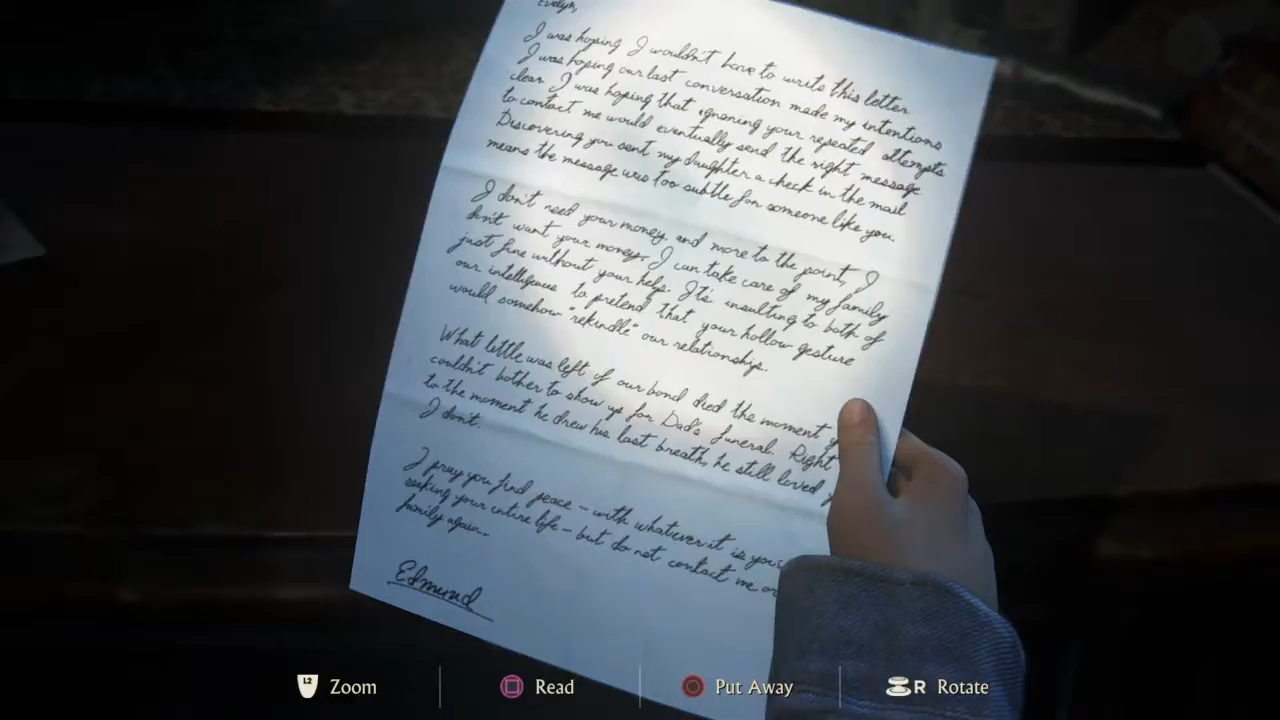 Evelyn,
I was hoping I wouldn't have to write this letter.
I was hoping our last conversation made my intentions
clear. I was hoping that ignoring your repeated attempts
to contact me would eventually send the right message.
Discovering you sent my daughter a check in the mail
means the message was too subtle for someone like you.
I don't need your money, and more to the point, I
don't want your money. I can take care of my family
just fine without your help. It's insulting to both of
our intelligences to pretend that your hollow gesture
would somehow "rekindle" our relationship.
What little was left of our bond died the moment
couldn't bother to show up for Dad's funeral. Right
to the moment he drew his last breath, he still loved
I don't.
I pray you find peace - with whatever it is
seeking your entire life - but do not contact me or
family again.
Edmund
L2 Zoom
Read
Put Away
R Rotate